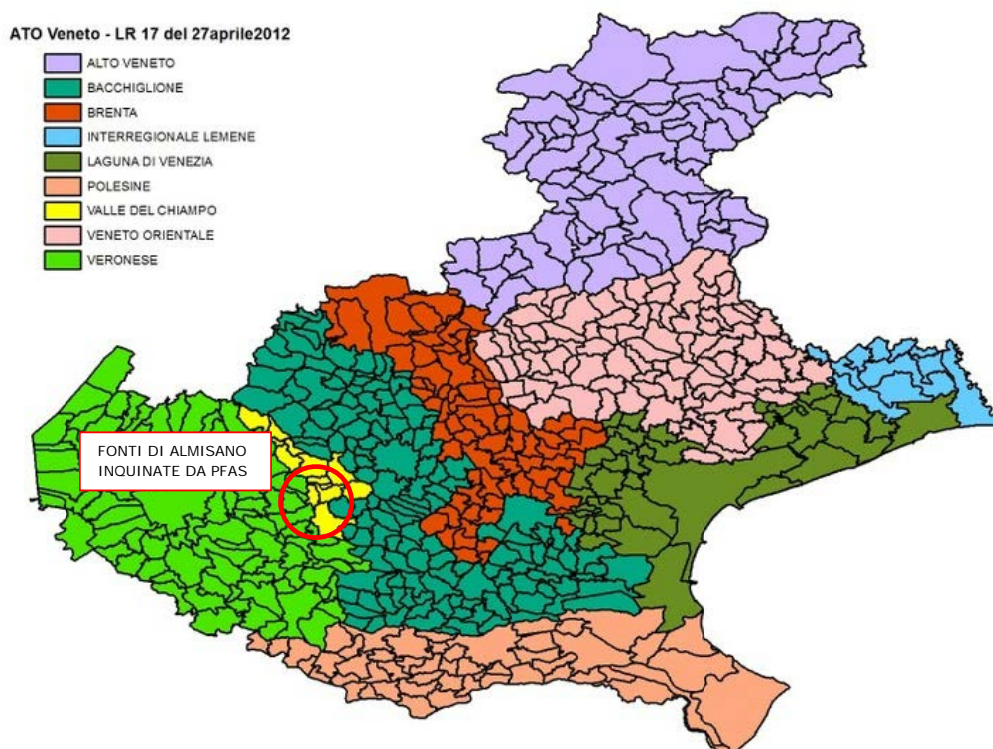 ATO Veneto - LR 17 del 27aprile2012
ALTO VENETO
BACCHIGLIONE
BRENTA
INTERREGIONALE LEMENE
LAGUNA DI VENEZIA
POLESINE
VALLE DEL CHIAMPO
VENETO ORIENTALE
VERONESE
FONTI DI ALMISANO
INQUINATE DA PFAS